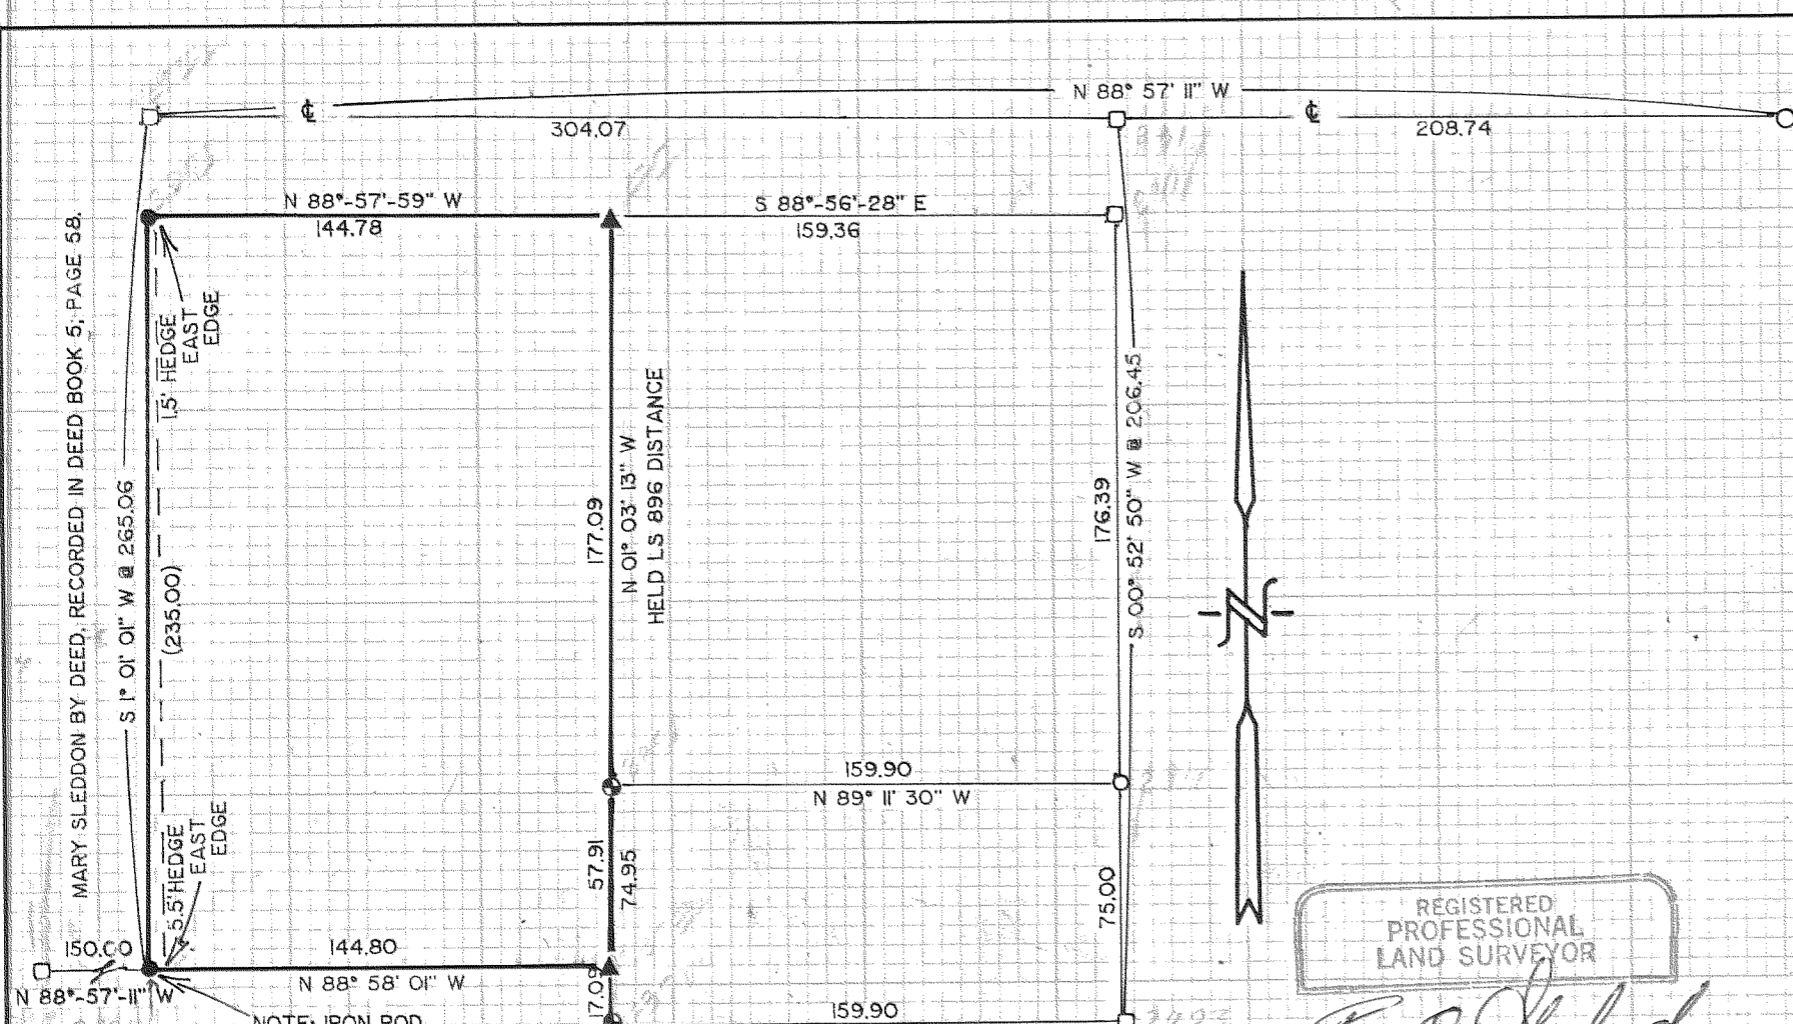 N 88° 57' 11" W
℄
℄
304.07
208.74
N 88°-57'-59" W
144.78
S 88°-56'-28" E
159.36
MARY SLEDDON BY DEED, RECORDED IN DEED BOOK 5, PAGE 58.
S 1° 01' 01" W @ 265.06
1.5' HEDGE
EAST
EDGE
(235.00)
177.09
N 01° 03' 13" W
HELD LS 896 DISTANCE
176.39
S 00° 52' 50" W @ 206.45
N
159.90
N 89° 11' 30" W
5.5' HEDGE
EAST
EDGE
57.91
74.95
75.00
150.00
144.80
N 88°-57'-11" W
N 88° 58' 01" W
17.09
NOTE: IRON ROD
159.90
REGISTERED
PROFESSIONAL
LAND SURVEYOR